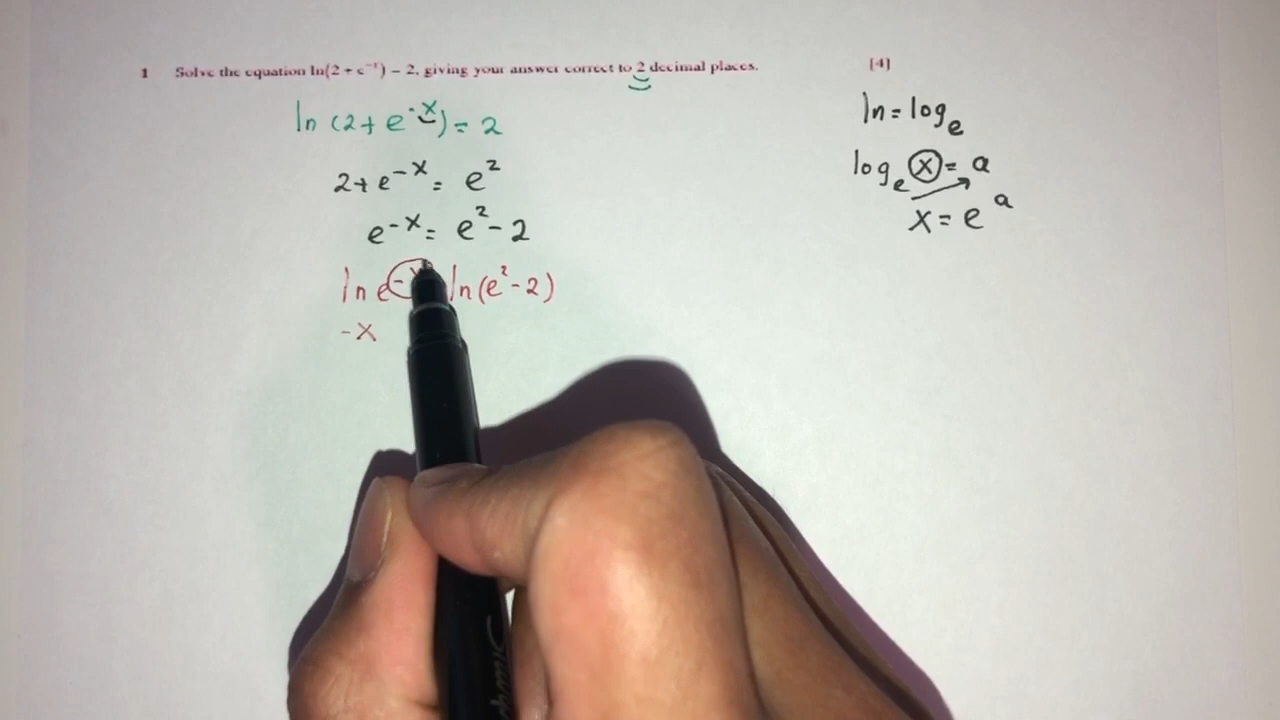 1 Solve the equation ln(2 + e⁻ˣ) = 2, giving your answer correct to 2 decimal places. [4]
ln (2+ e⁻ˣ) = 2
2+ e⁻ˣ = e²
e⁻ˣ = e² - 2
ln e⁻ ln(e² - 2)
-x
ln = logₑ
logₑ x = a
x = eᵃ